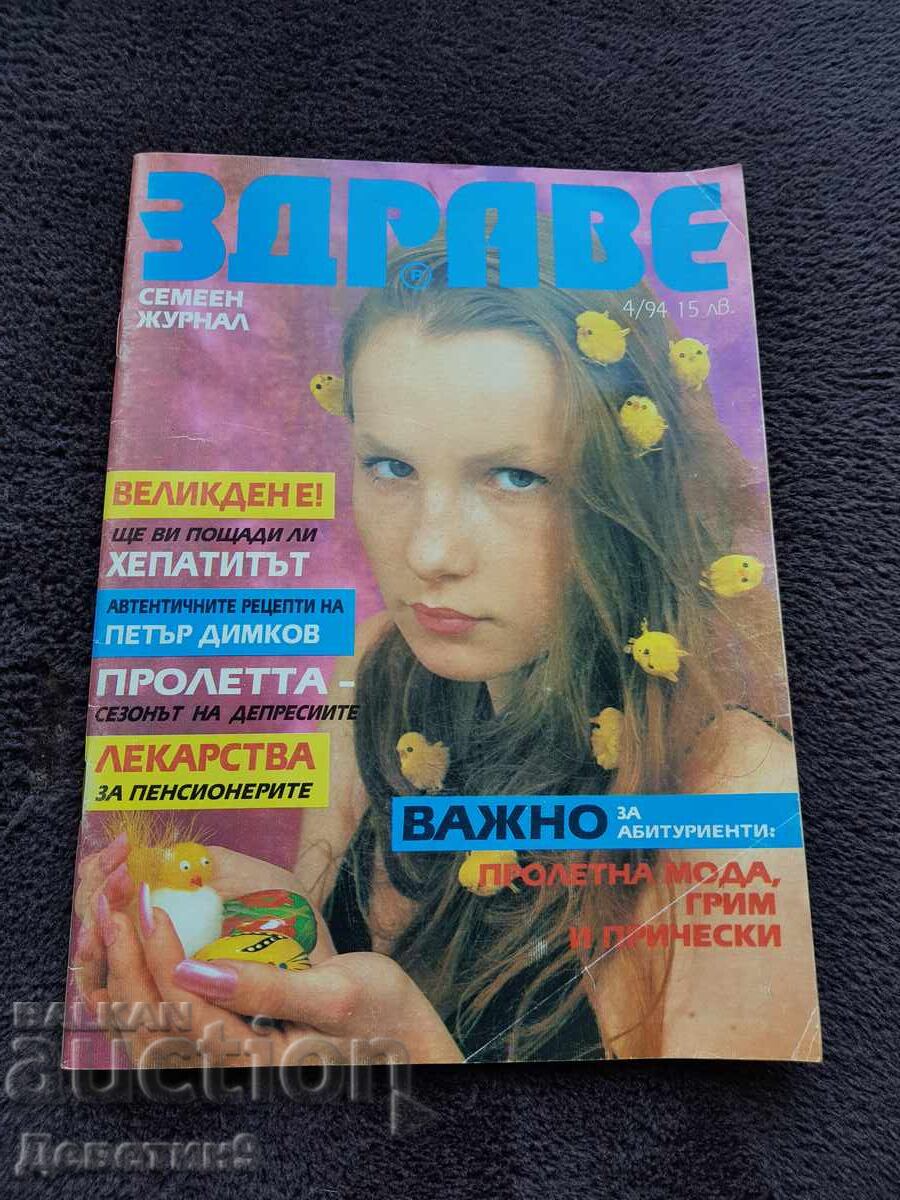 ЗДРАВЕ
СЕМЕЕН
ЖУРНАЛ
4/94 15 ЛВ.
ВЕЛИКДЕН Е!
ЩЕ ВИ ПОЩАДИ ЛИ
ХЕПАТИТЪТ
АВТЕНТИЧНИТЕ РЕЦЕПТИ НА
ПЕТЪР ДИМКОВ
ПРОЛЕТТА -
СЕЗОНЪТ НА ДЕПРЕСИИТЕ
ЛЕКАРСТВА
ЗА ПЕНСИОНЕРИТЕ
ВАЖНО ЗА
АБИТУРИЕНТИ:
ПРОЛЕТНА МОДА,
ГРИМ
И ПРИЧЕСКИ
BALKAN
auction
Деветик9